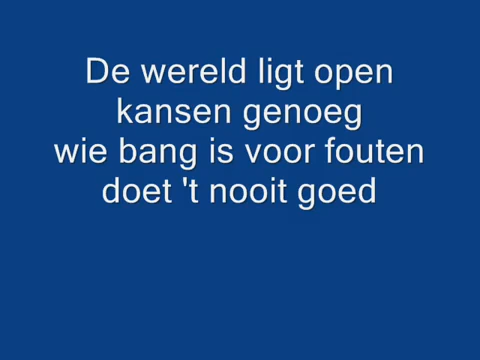 De wereld ligt open
kansen genoeg
wie bang is voor fouten
doet 't nooit goed